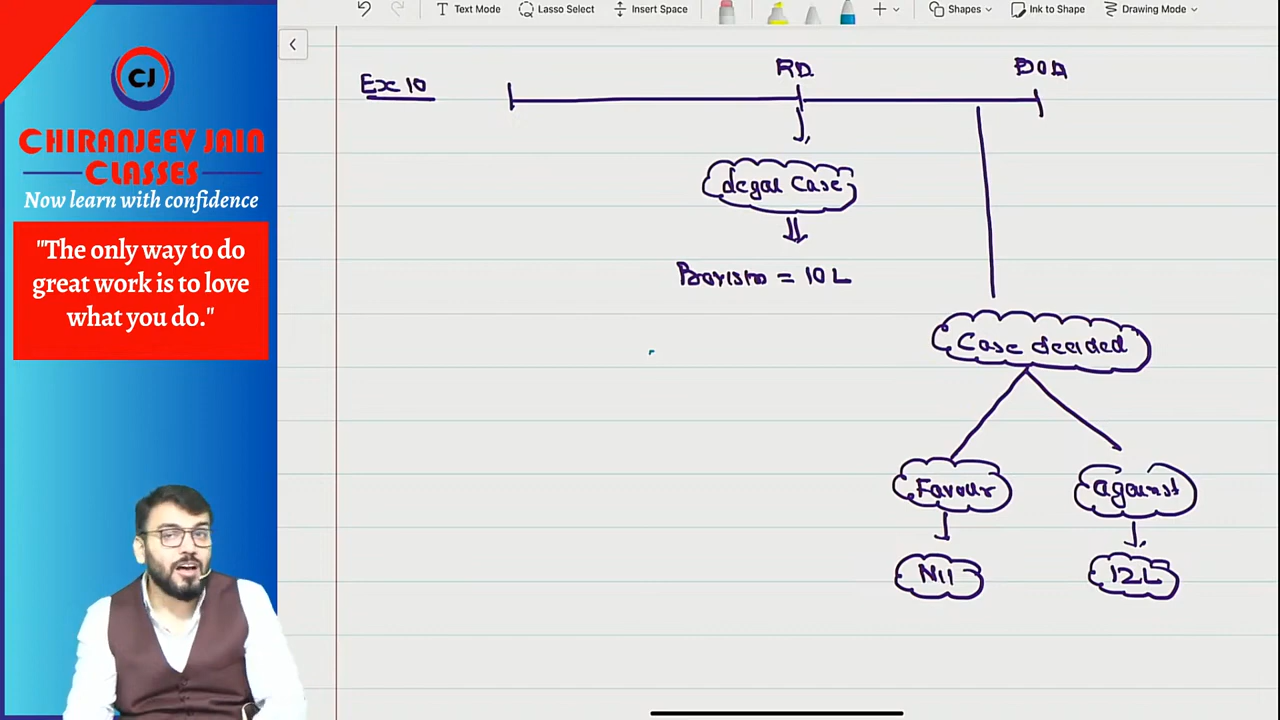 Text Mode
Lasso Select
Insert Space
Shapes
Ink to Shape
Drawing Mode
CJ
CHIRANJEEV JAIN
CLASSES
Now learn with confidence
"The only way to do
great work is to love
what you do."
Ex 10
RD
BOD
Legal Case
= 10L
Case decided
Favour
against
Nil
12L